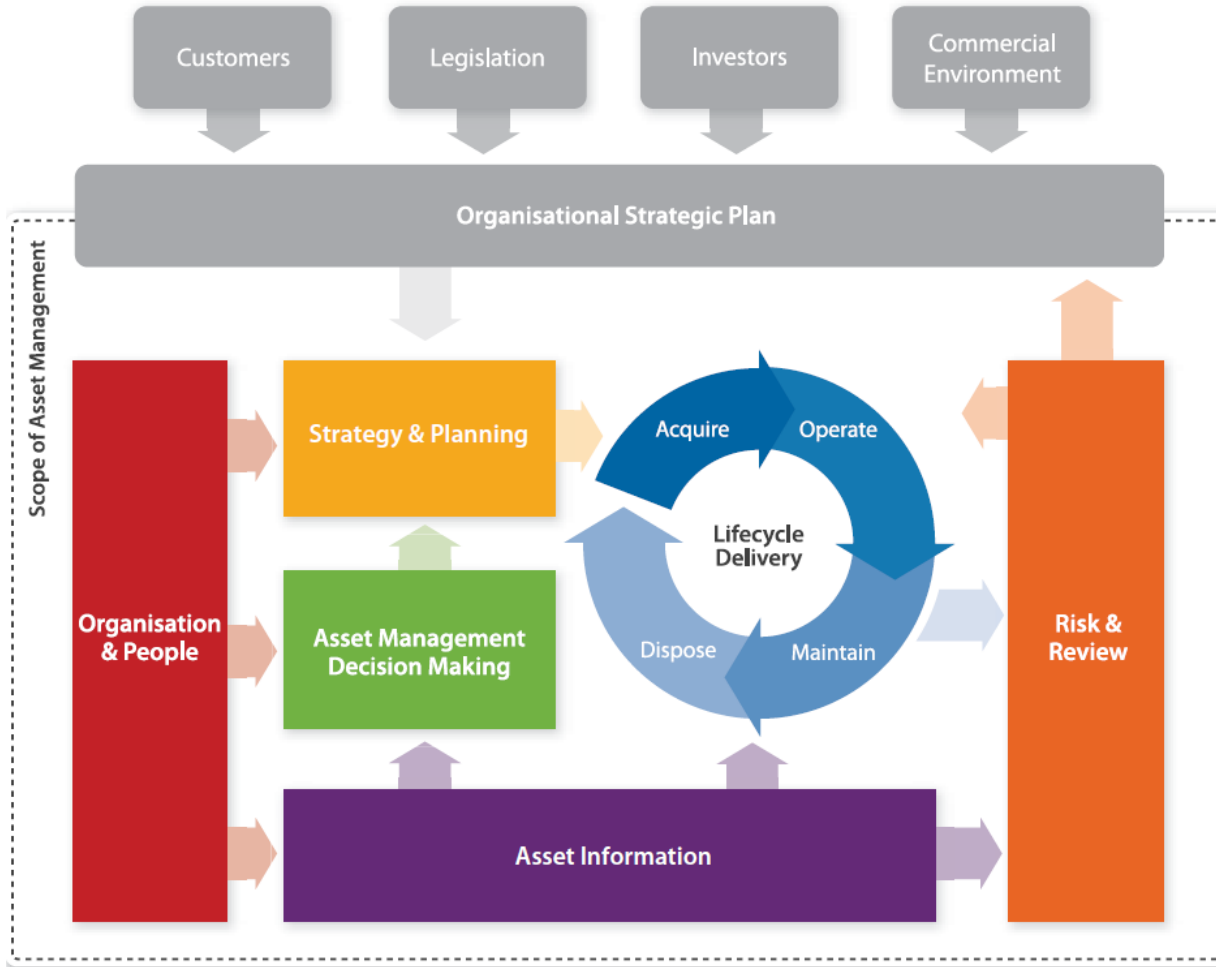 Customers
Legislation
Investors
Commercial
Environment
Organisational Strategic Plan
Scope of Asset Management
Strategy & Planning
Acquire
Operate
Lifecycle
Delivery
Organisation
& People
Asset Management
Decision Making
Dispose
Maintain
Risk &
Review
Asset Information